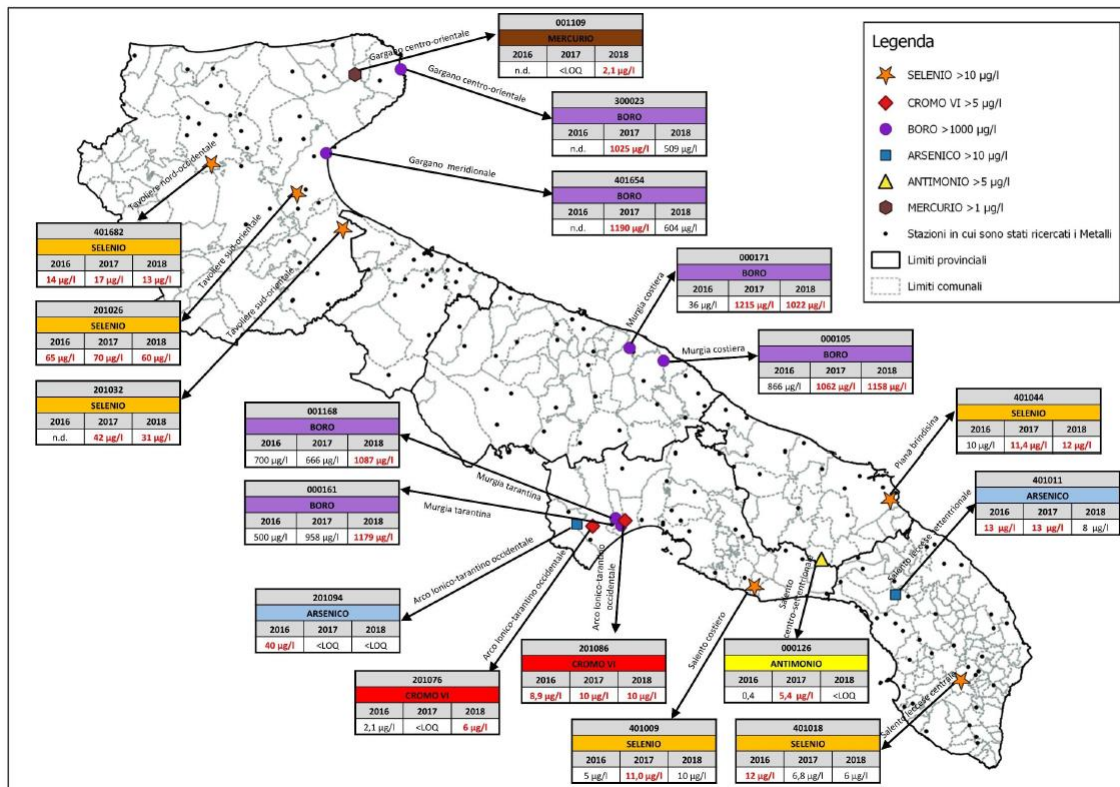 001109
MERCURIO
2016 2017 2018
n.d. <LOQ 2,1 µg/l
Gargano centro-orientale
300023
BORO
2016 2017 2018
n.d. 1025 µg/l 509 µg/l
Gargano centro-orientale
401654
BORO
2016 2017 2018
n.d. 1190 µg/l 604 µg/l
Gargano meridionale
Legenda
SELENIO >10 µg/l
CROMO VI >5 µg/l
BORO >1000 µg/l
ARSENICO >10 µg/l
ANTIMONIO >5 µg/l
MERCURIO >1 µg/l
Stazioni in cui sono stati ricercati i Metalli
Limiti provinciali
Limiti comunali
Tavoliere nord-occidentale
401682
SELENIO
2016 2017 2018
14 µg/l 17 µg/l 13 µg/l
Tavoliere sud-orientale
201026
SELENIO
2016 2017 2018
65 µg/l 70 µg/l 60 µg/l
Tavoliere sud-orientale
201032
SELENIO
2016 2017 2018
n.d. 42 µg/l 31 µg/l
000171
BORO
2016 2017 2018
36 µg/l 1215 µg/l 1022 µg/l
Murgia costiera
000105
BORO
2016 2017 2018
866 µg/l 1062 µg/l 1158 µg/l
Murgia costiera
401044
SELENIO
2016 2017 2018
10 µg/l 11,4 µg/l 12 µg/l
Piana brindisina
401011
ARSENICO
2016 2017 2018
13 µg/l 13 µg/l 8 µg/l
Salento leccese settentrionale
001168
BORO
2016 2017 2018
700 µg/l 666 µg/l 1087 µg/l
Murgia tarantina
000161
BORO
2016 2017 2018
500 µg/l 958 µg/l 1179 µg/l
Murgia tarantina
201094
ARSENICO
2016 2017 2018
40 µg/l <LOQ <LOQ
Arco Ionico-tarantino occidentale
201076
CROMO VI
2016 2017 2018
2,1 µg/l <LOQ 6 µg/l
Arco Ionico-tarantino occidentale
201086
CROMO VI
2016 2017 2018
8,9 µg/l 10 µg/l 10 µg/l
Arco Ionico-tarantino
occidentale
401009
SELENIO
2016 2017 2018
5 µg/l 11,0 µg/l 10 µg/l
Salento costiero
000126
ANTIMONIO
2016 2017 2018
0,4 5,4 µg/l <LOQ
Salento
centro-settentrionale
401018
SELENIO
2016 2017 2018
12 µg/l 6,8 µg/l 6 µg/l
Salento leccese centrale